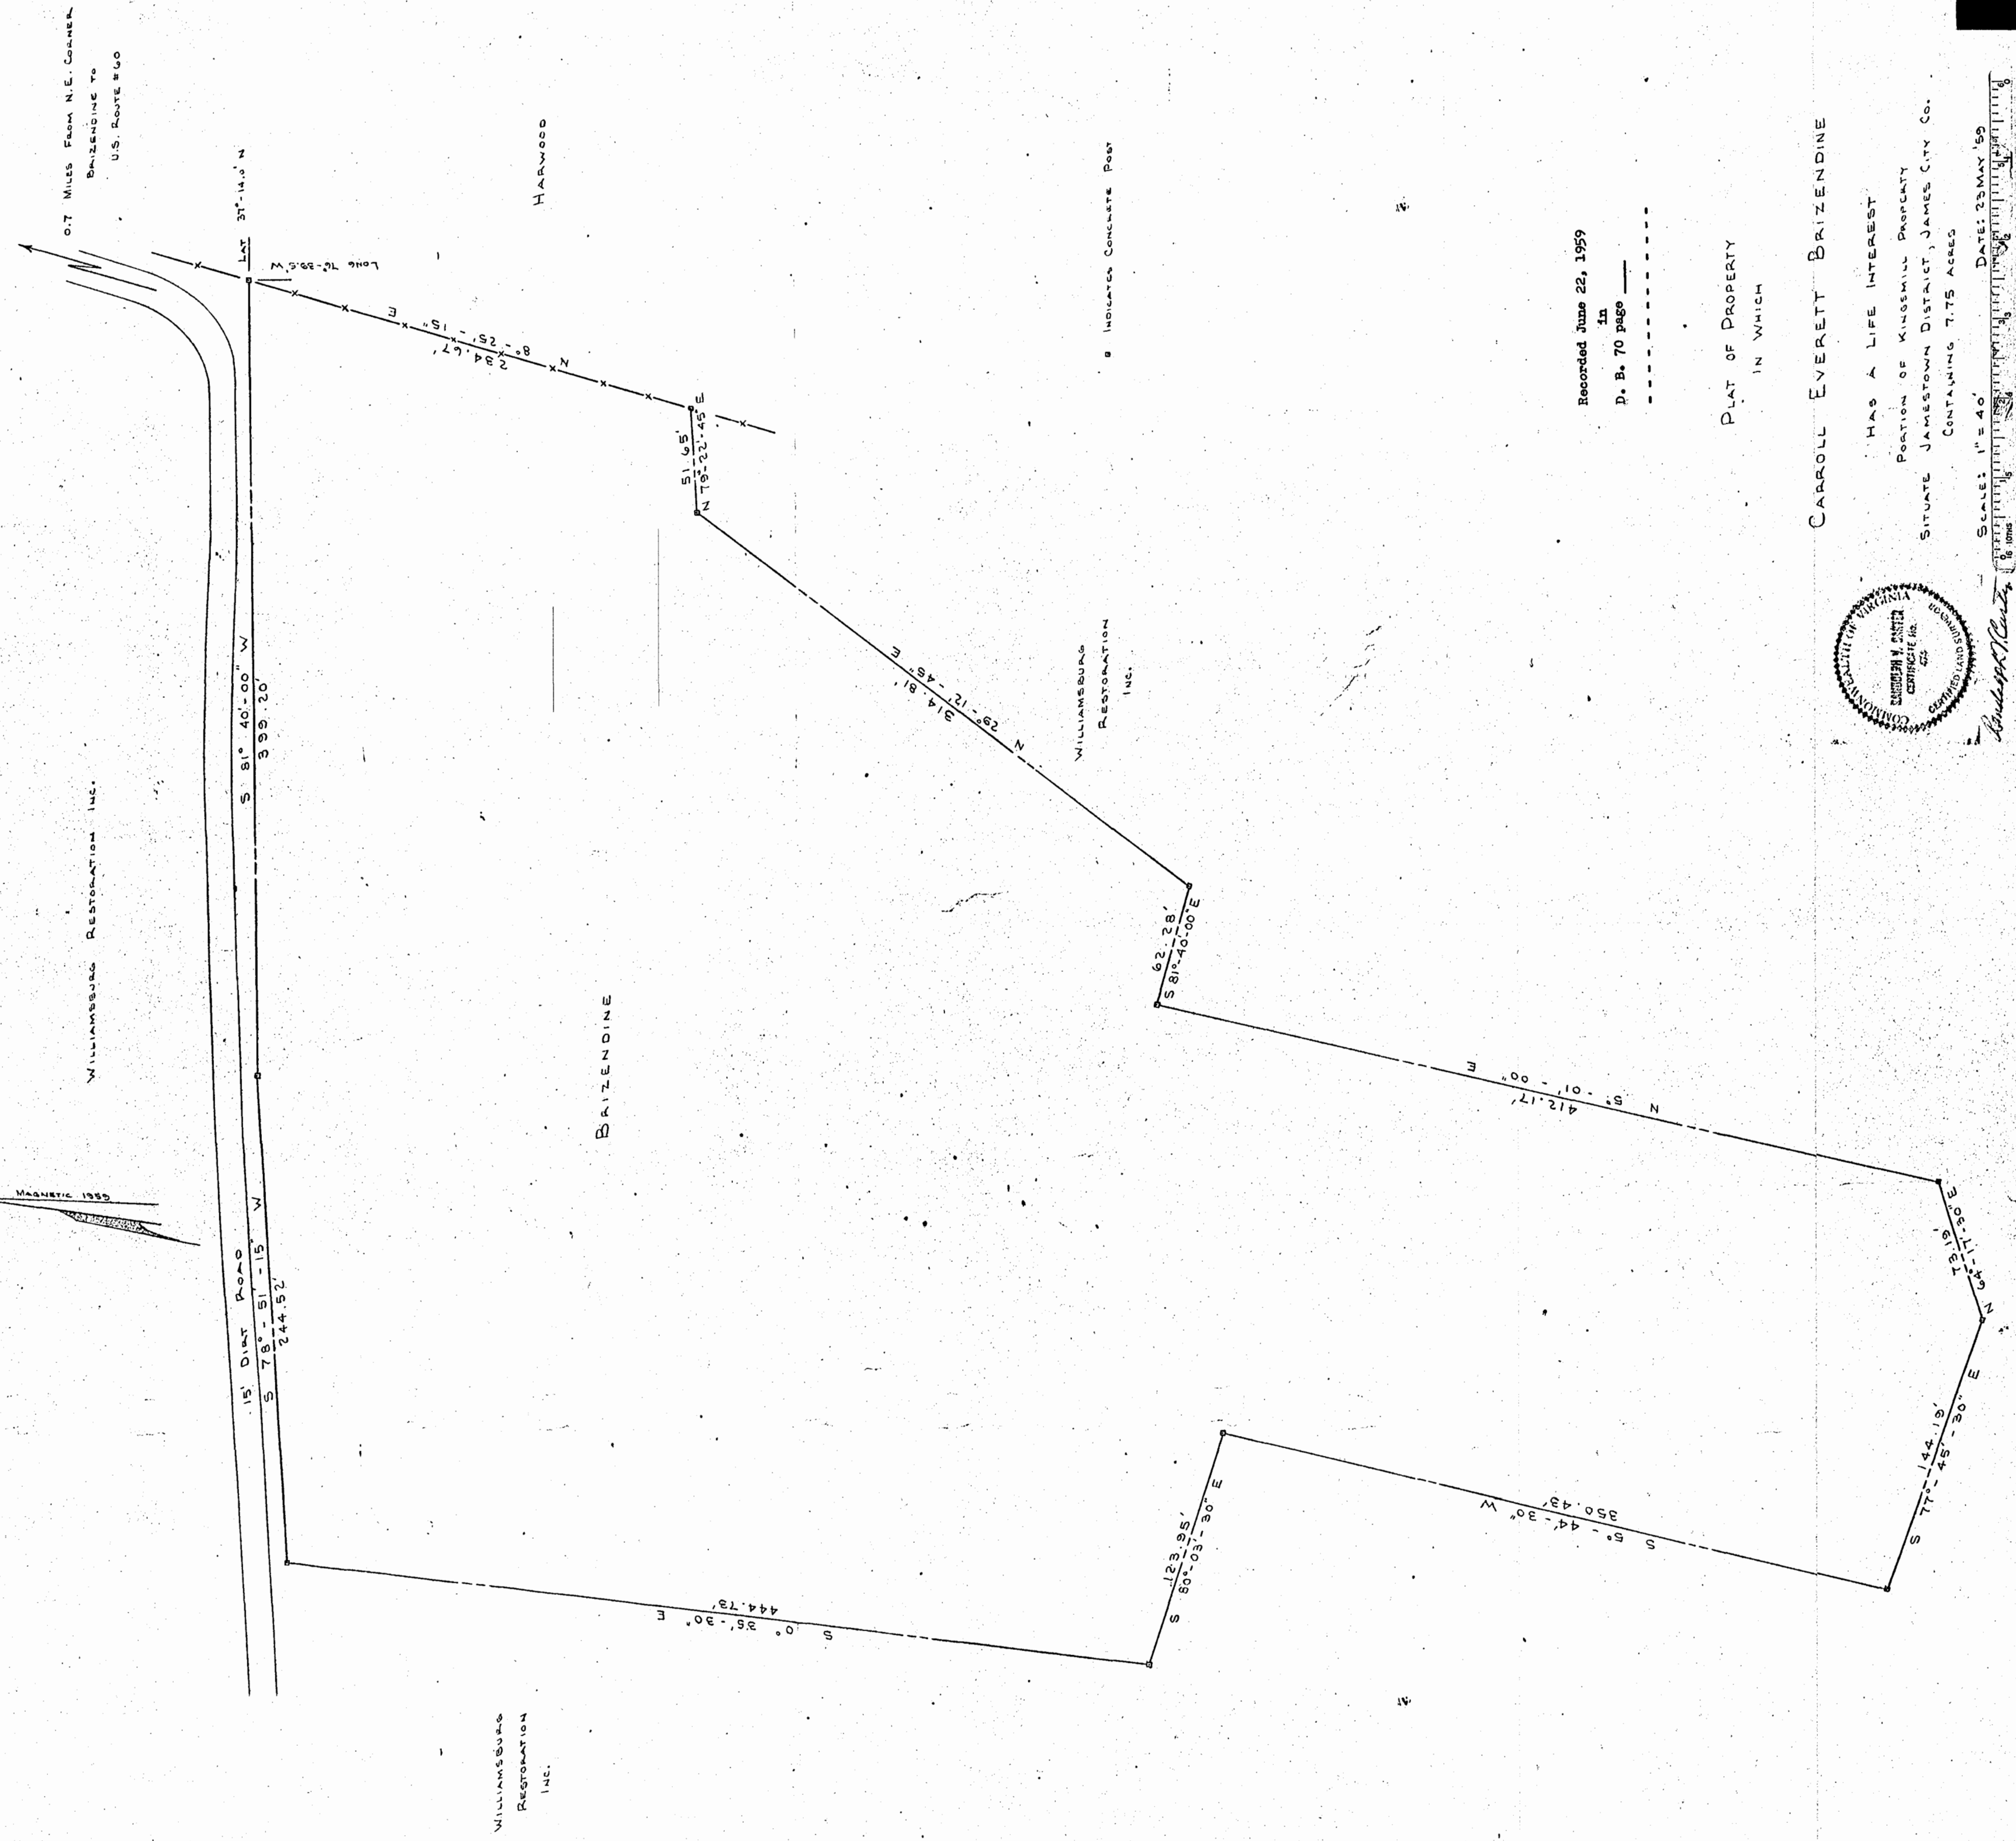 0.7 MILES FROM N.E. CORNER
BRIZENDINE TO
U.S. ROUTE #60
LAT 37°-14.0' N
LONG 76°-39.5' W
HARWOOD
WILLIAMSBURG RESTORATION INC.
MAGNETIC 1959
15' DIRT ROAD
S 81° 40'-00" W
399.20'
S 78° - 51 - 15" W
244.52'
N 8° - 25' - 15" E
234.67'
51.65'
N 79°-22'-45" E
N 29° - 12' - 45" E
314.81'
WILLIAMSBURG
RESTORATION
INC.
62.28'
S 81°-40'-00" E
BRIZENDINE
N 5° - 01' - 00" E
412.17'
73.19'
N 64°-17'-30" E
144.19'
S 77° - 45' - 30" E
S 5° - 44' - 30" W
350.43'
123.95'
S 80° - 03' - 30" E
444.73'
S 0° 35' - 30" E
WILLIAMSBURG
RESTORATION
INC.
INDICATES CONCRETE POST
Recorded June 22, 1959
in
D. B. 70 page
PLAT OF PROPERTY
IN WHICH
CARROLL EVERETT BRIZENDINE
HAS A LIFE INTEREST
PORTION OF KINGSMILL PROPERTY
SITUATE JAMESTOWN DISTRICT, JAMES CITY CO.
CONTAINING 7.75 ACRES
SCALE: 1" = 40' DATE: 23 MAY '59
COMMONWEALTH OF VIRGINIA
RANDOLPH W. CARTER
CERTIFICATE No.
CERTIFIED LAND SURVEYOR